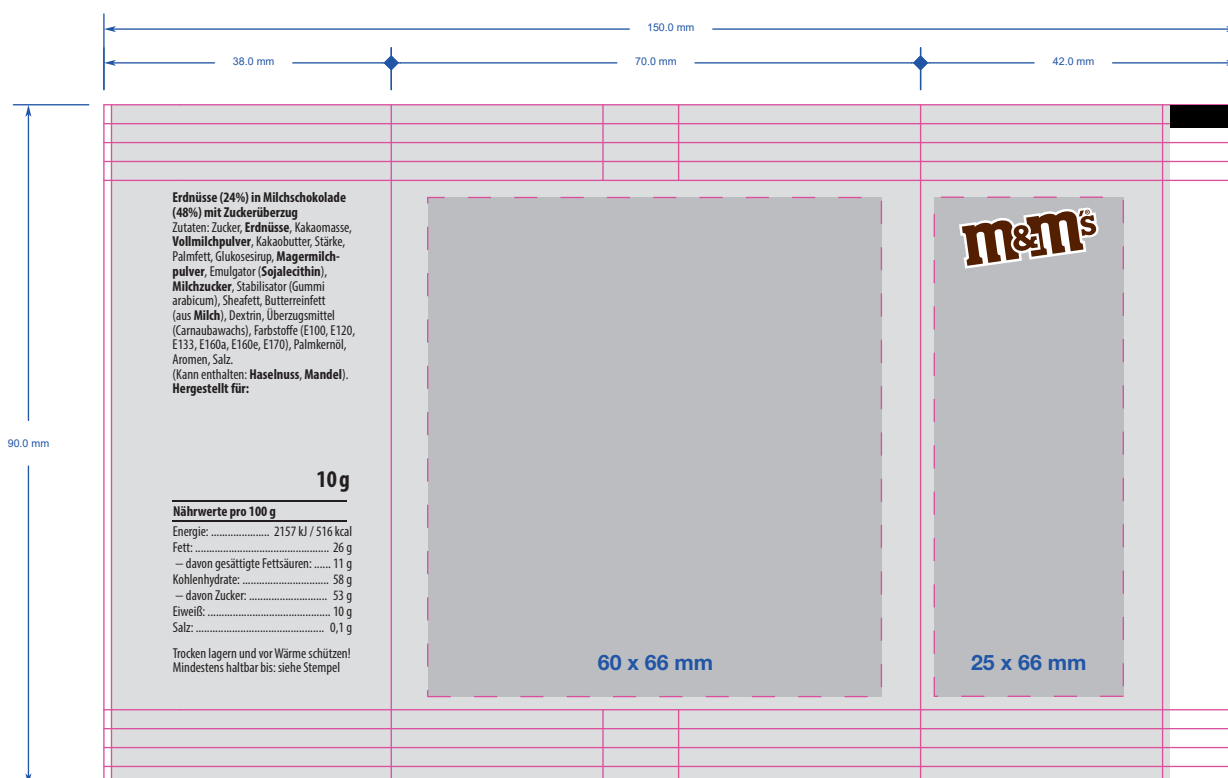 150.0 mm
38.0 mm
70.0 mm
42.0 mm
90.0 mm
Erdnüsse (24%) in Milchschokolade
(48%) mit Zuckerüberzug
Zutaten: Zucker, Erdnüsse, Kakaomasse,
Vollmilchpulver, Kakaobutter, Stärke,
Palmfett, Glukosesirup, Magermilch-
pulver, Emulgator (Sojalecithin),
Milchzucker, Stabilisator (Gummi
arabicum), Sheafett, Butterreinfett
(aus Milch), Dextrin, Überzugsmittel
(Carnaubawachs), Farbstoffe (E100, E120,
E133, E160a, E160e, E170), Palmkernöl,
Aromen, Salz.
(Kann enthalten: Haselnuss, Mandel).
Hergestellt für:
10 g
Nährwerte pro 100 g
Energie: ..................... 2157 kJ / 516 kcal
Fett: ................................................ 26 g
– davon gesättigte Fettsäuren: ...... 11 g
Kohlenhydrate: ............................... 58 g
– davon Zucker: ............................ 53 g
Eiweiß: ............................................ 10 g
Salz: .............................................. 0,1 g
Trocken lagern und vor Wärme schützen!
Mindestens haltbar bis: siehe Stempel
60 x 66 mm
m&m's®
25 x 66 mm